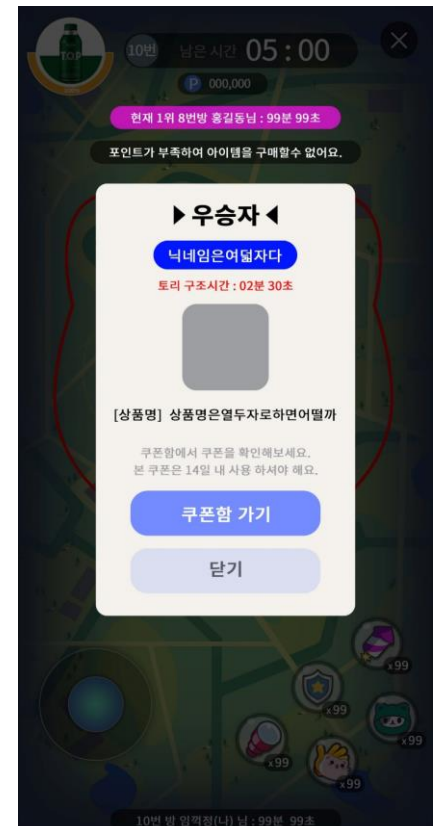 T.O.P
10번 남은 시간 05 : 00
P 000,000
현재 1위 8번방 홍길동님 : 99분 99초
포인트가 부족하여 아이템을 구매할수 없어요.
▶우승자◀
닉네임은여덟자다
토리 구조시간 : 02분 30초
[상품명] 상품명은열두자로하면어떨까
쿠폰함에서 쿠폰을 확인해보세요.
본 쿠폰은 14일 내 사용 하셔야 해요.
쿠폰함 가기
닫기
x99
x99
x99
x99
x99
10번 방 임꺽정(나) 님 : 99분 99초